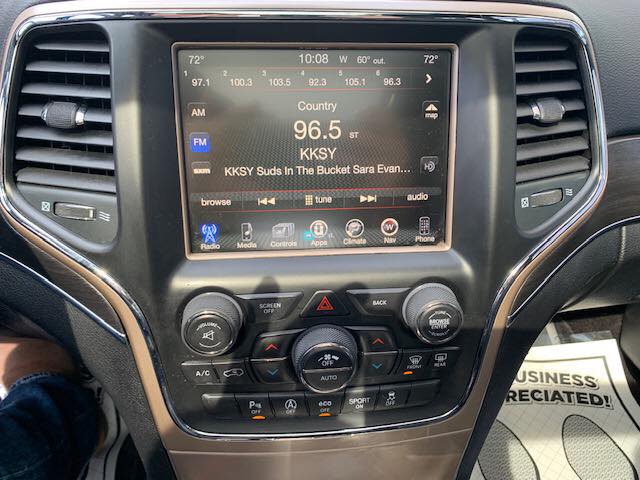 72° 10:08 W 60° out. 72°
1 97.1 2 100.3 3 103.5 4 92.3 5 105.1 6 96.3
Country
AM
96.5 ST
map
FM
KKSY
KKSY Suds In The Bucket Sara Evan...
sxm
browse tune audio
Radio Media Controls Apps Climate Nav Phone
VOLUME
SCREEN OFF
BACK
BROWSE
ENTER
OFF
AUTO
A/C
FRONT
REAR
P OFF
A OFF
eco OFF
SPORT ON
OFF
BUSINESS
RECIATED!